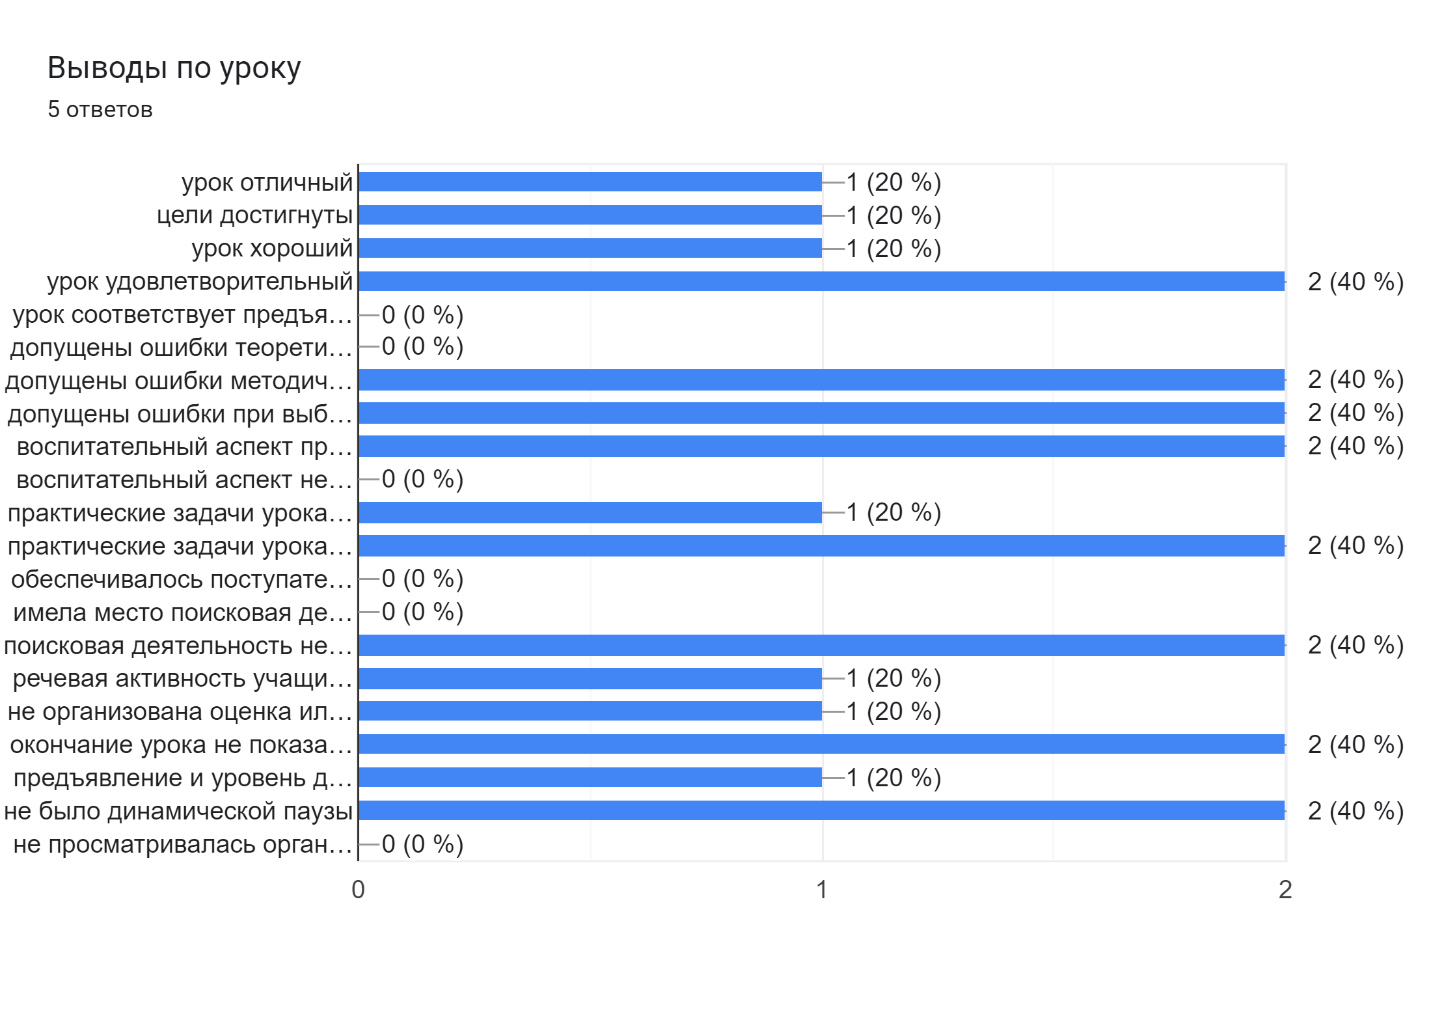 Выводы по уроку
5 ответов
урок отличный 1 (20 %)
цели достигнуты 1 (20 %)
урок хороший 1 (20 %)
урок удовлетворительный 2 (40 %)
урок соответствует предъя… 0 (0 %)
допущены ошибки теорети… 0 (0 %)
допущены ошибки методич… 2 (40 %)
допущены ошибки при выб… 2 (40 %)
воспитательный аспект пр… 2 (40 %)
воспитательный аспект не… 0 (0 %)
практические задачи урока… 1 (20 %)
практические задачи урока… 2 (40 %)
обеспечивалось поступате… 0 (0 %)
имела место поисковая де… 0 (0 %)
поисковая деятельность не… 2 (40 %)
речевая активность учащи… 1 (20 %)
не организована оценка ил… 1 (20 %)
окончание урока не показа… 2 (40 %)
предъявление и уровень д… 1 (20 %)
не было динамической паузы 2 (40 %)
не просматривалась орган… 0 (0 %)
0 1 2